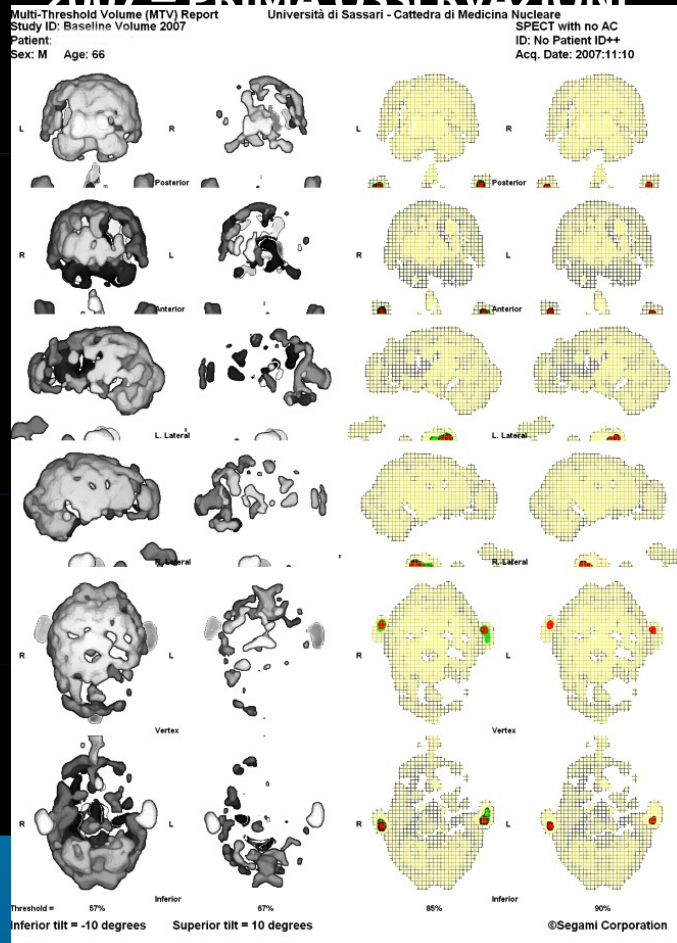 2007 – PRIMA OSSERVAZIONE
Multi-Threshold Volume (MTV) Report Università di Sassari - Cattedra di Medicina Nucleare
Study ID: Baseline Volume 2007 SPECT with no AC
Patient: ID: No Patient ID++
Sex: M Age: 66 Acq. Date: 2007:11:10
L R L R
Posterior Posterior
R L R L
Anterior Anterior
L. Lateral L. Lateral
R. Lateral R. Lateral
R L R L
Vertex Vertex
R L R L
Inferior Inferior
Threshold = 57% 67% 85% 90%
Inferior tilt = -10 degrees Superior tilt = 10 degrees ©Segami Corporation